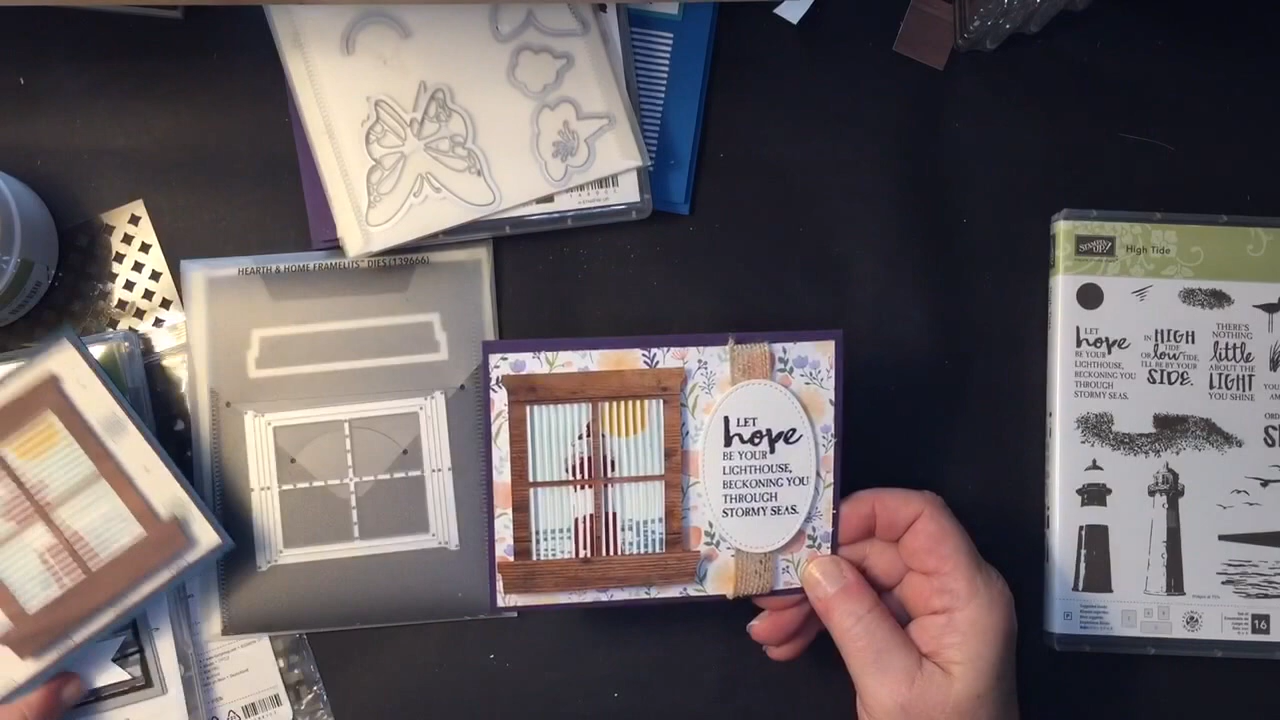 HEARTH & HOME FRAMELITS™ DIES (139666)
LET
hope
BE YOUR
LIGHTHOUSE,
BECKONING YOU
THROUGH
STORMY SEAS.
STAMPIN' UP!
High Tide
LET
hope
BE YOUR
LIGHTHOUSE,
BECKONING YOU
THROUGH
STORMY SEAS.
IN HIGH
TIDE
OR low TIDE,
I'LL BE BY YOUR
SIDE.
THERE'S
NOTHING
little
ABOUT THE
LIGHT
YOU SHINE
16